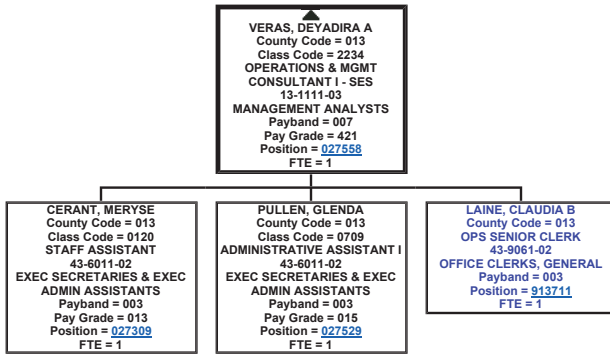 VERAS, DEYADIRA A
County Code = 013
Class Code = 2234
OPERATIONS & MGMT
CONSULTANT I - SES
13-1111-03
MANAGEMENT ANALYSTS
Payband = 007
Pay Grade = 421
Position = 027558
FTE = 1
CERANT, MERYSE
County Code = 013
Class Code = 0120
STAFF ASSISTANT
43-6011-02
EXEC SECRETARIES & EXEC
ADMIN ASSISTANTS
Payband = 003
Pay Grade = 013
Position = 027309
FTE = 1
PULLEN, GLENDA
County Code = 013
Class Code = 0709
ADMINISTRATIVE ASSISTANT I
43-6011-02
EXEC SECRETARIES & EXEC
ADMIN ASSISTANTS
Payband = 003
Pay Grade = 015
Position = 027529
FTE = 1
LAINE, CLAUDIA B
County Code = 013
OPS SENIOR CLERK
43-9061-02
OFFICE CLERKS, GENERAL
Payband = 003
Position = 913711
FTE = 1